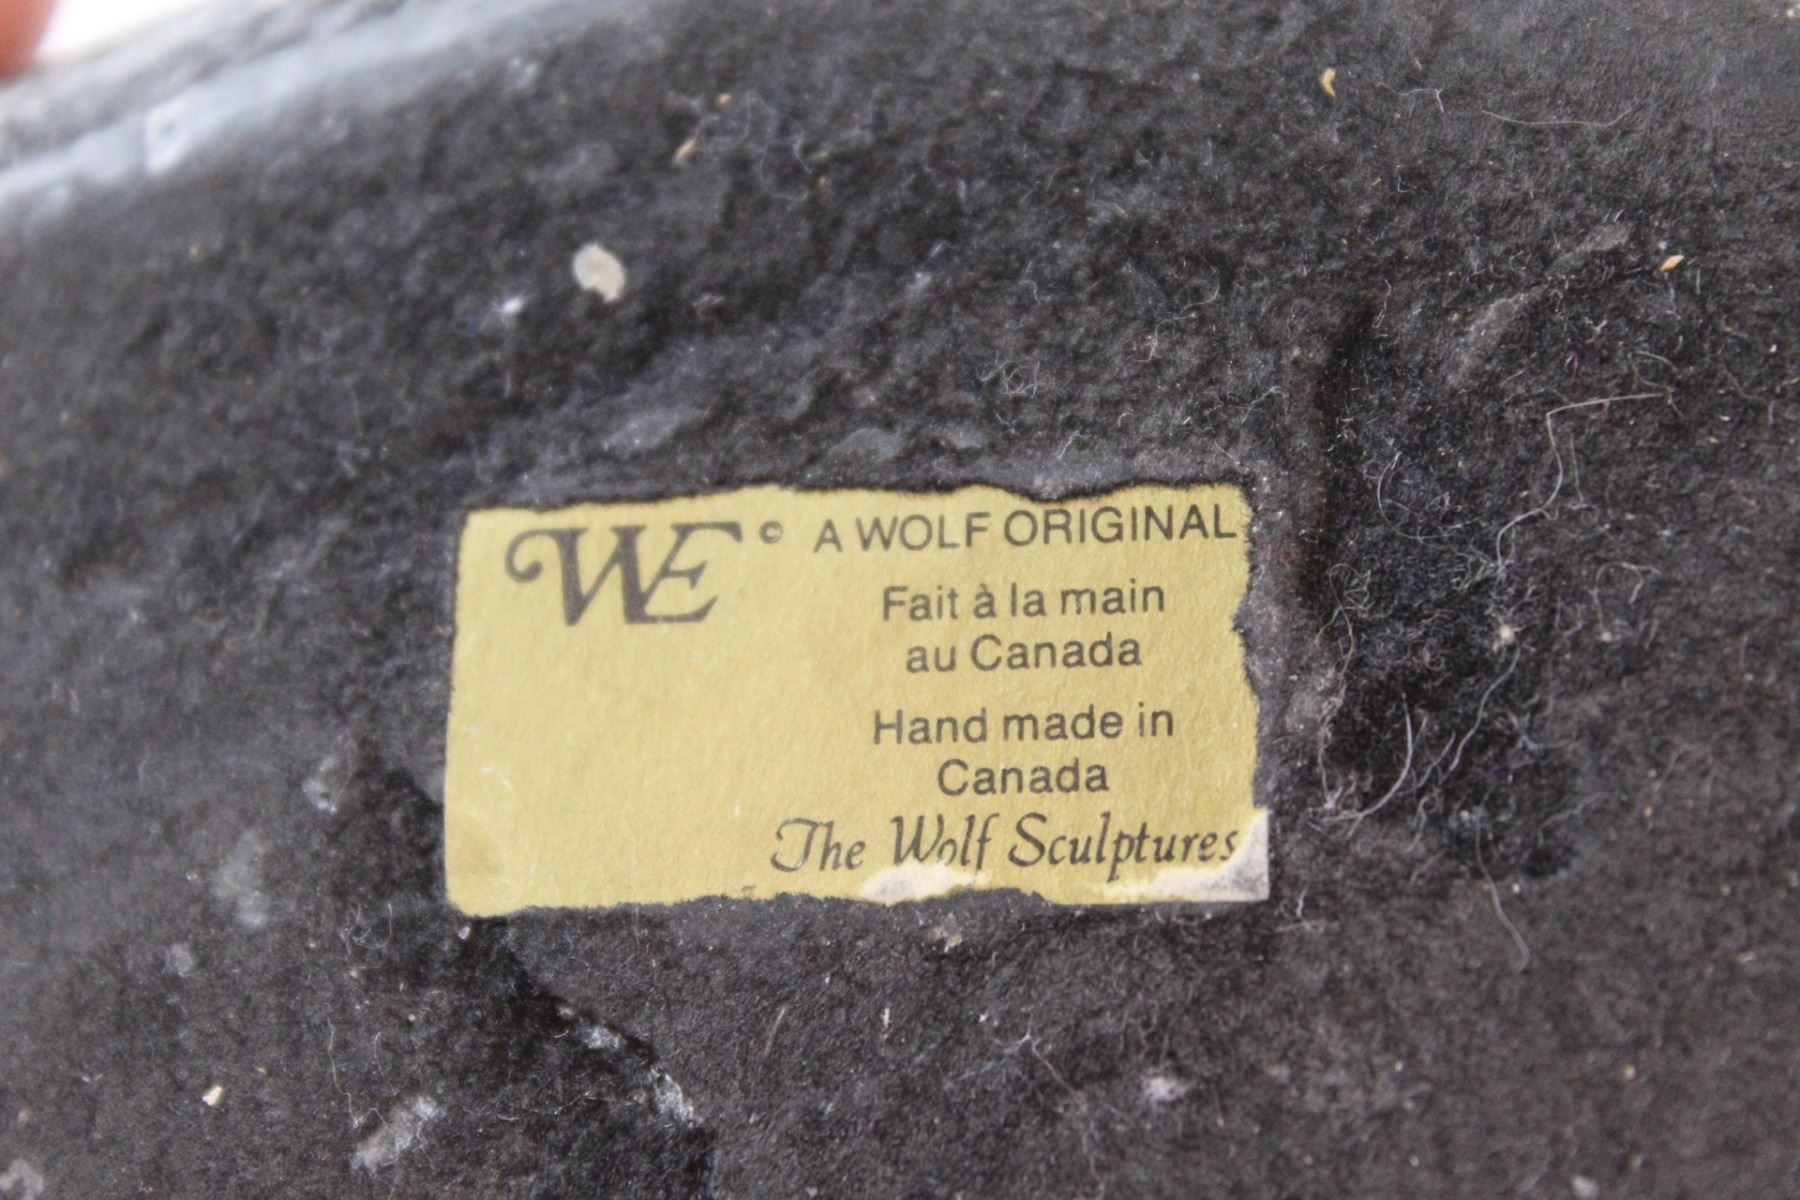 WE © A WOLF ORIGINAL
Fait à la main
au Canada
Hand made in
Canada
The Wolf Sculptures